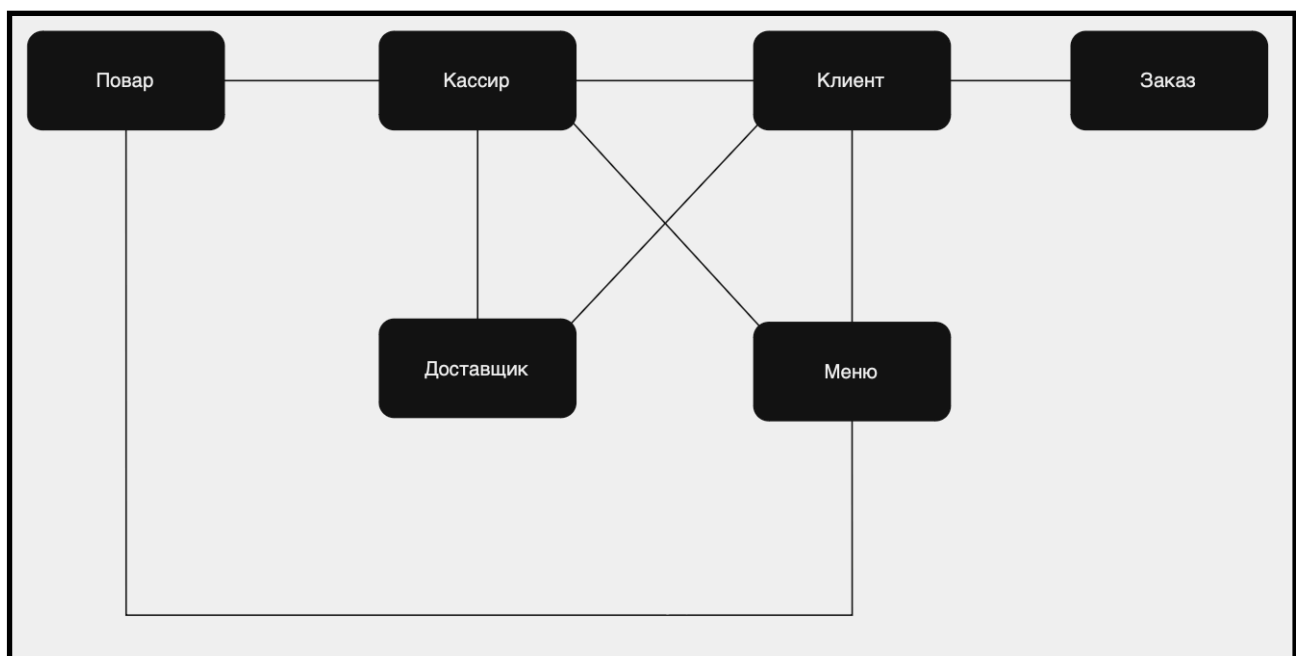 Повар
Кассир
Клиент
Заказ
Доставщик
Меню